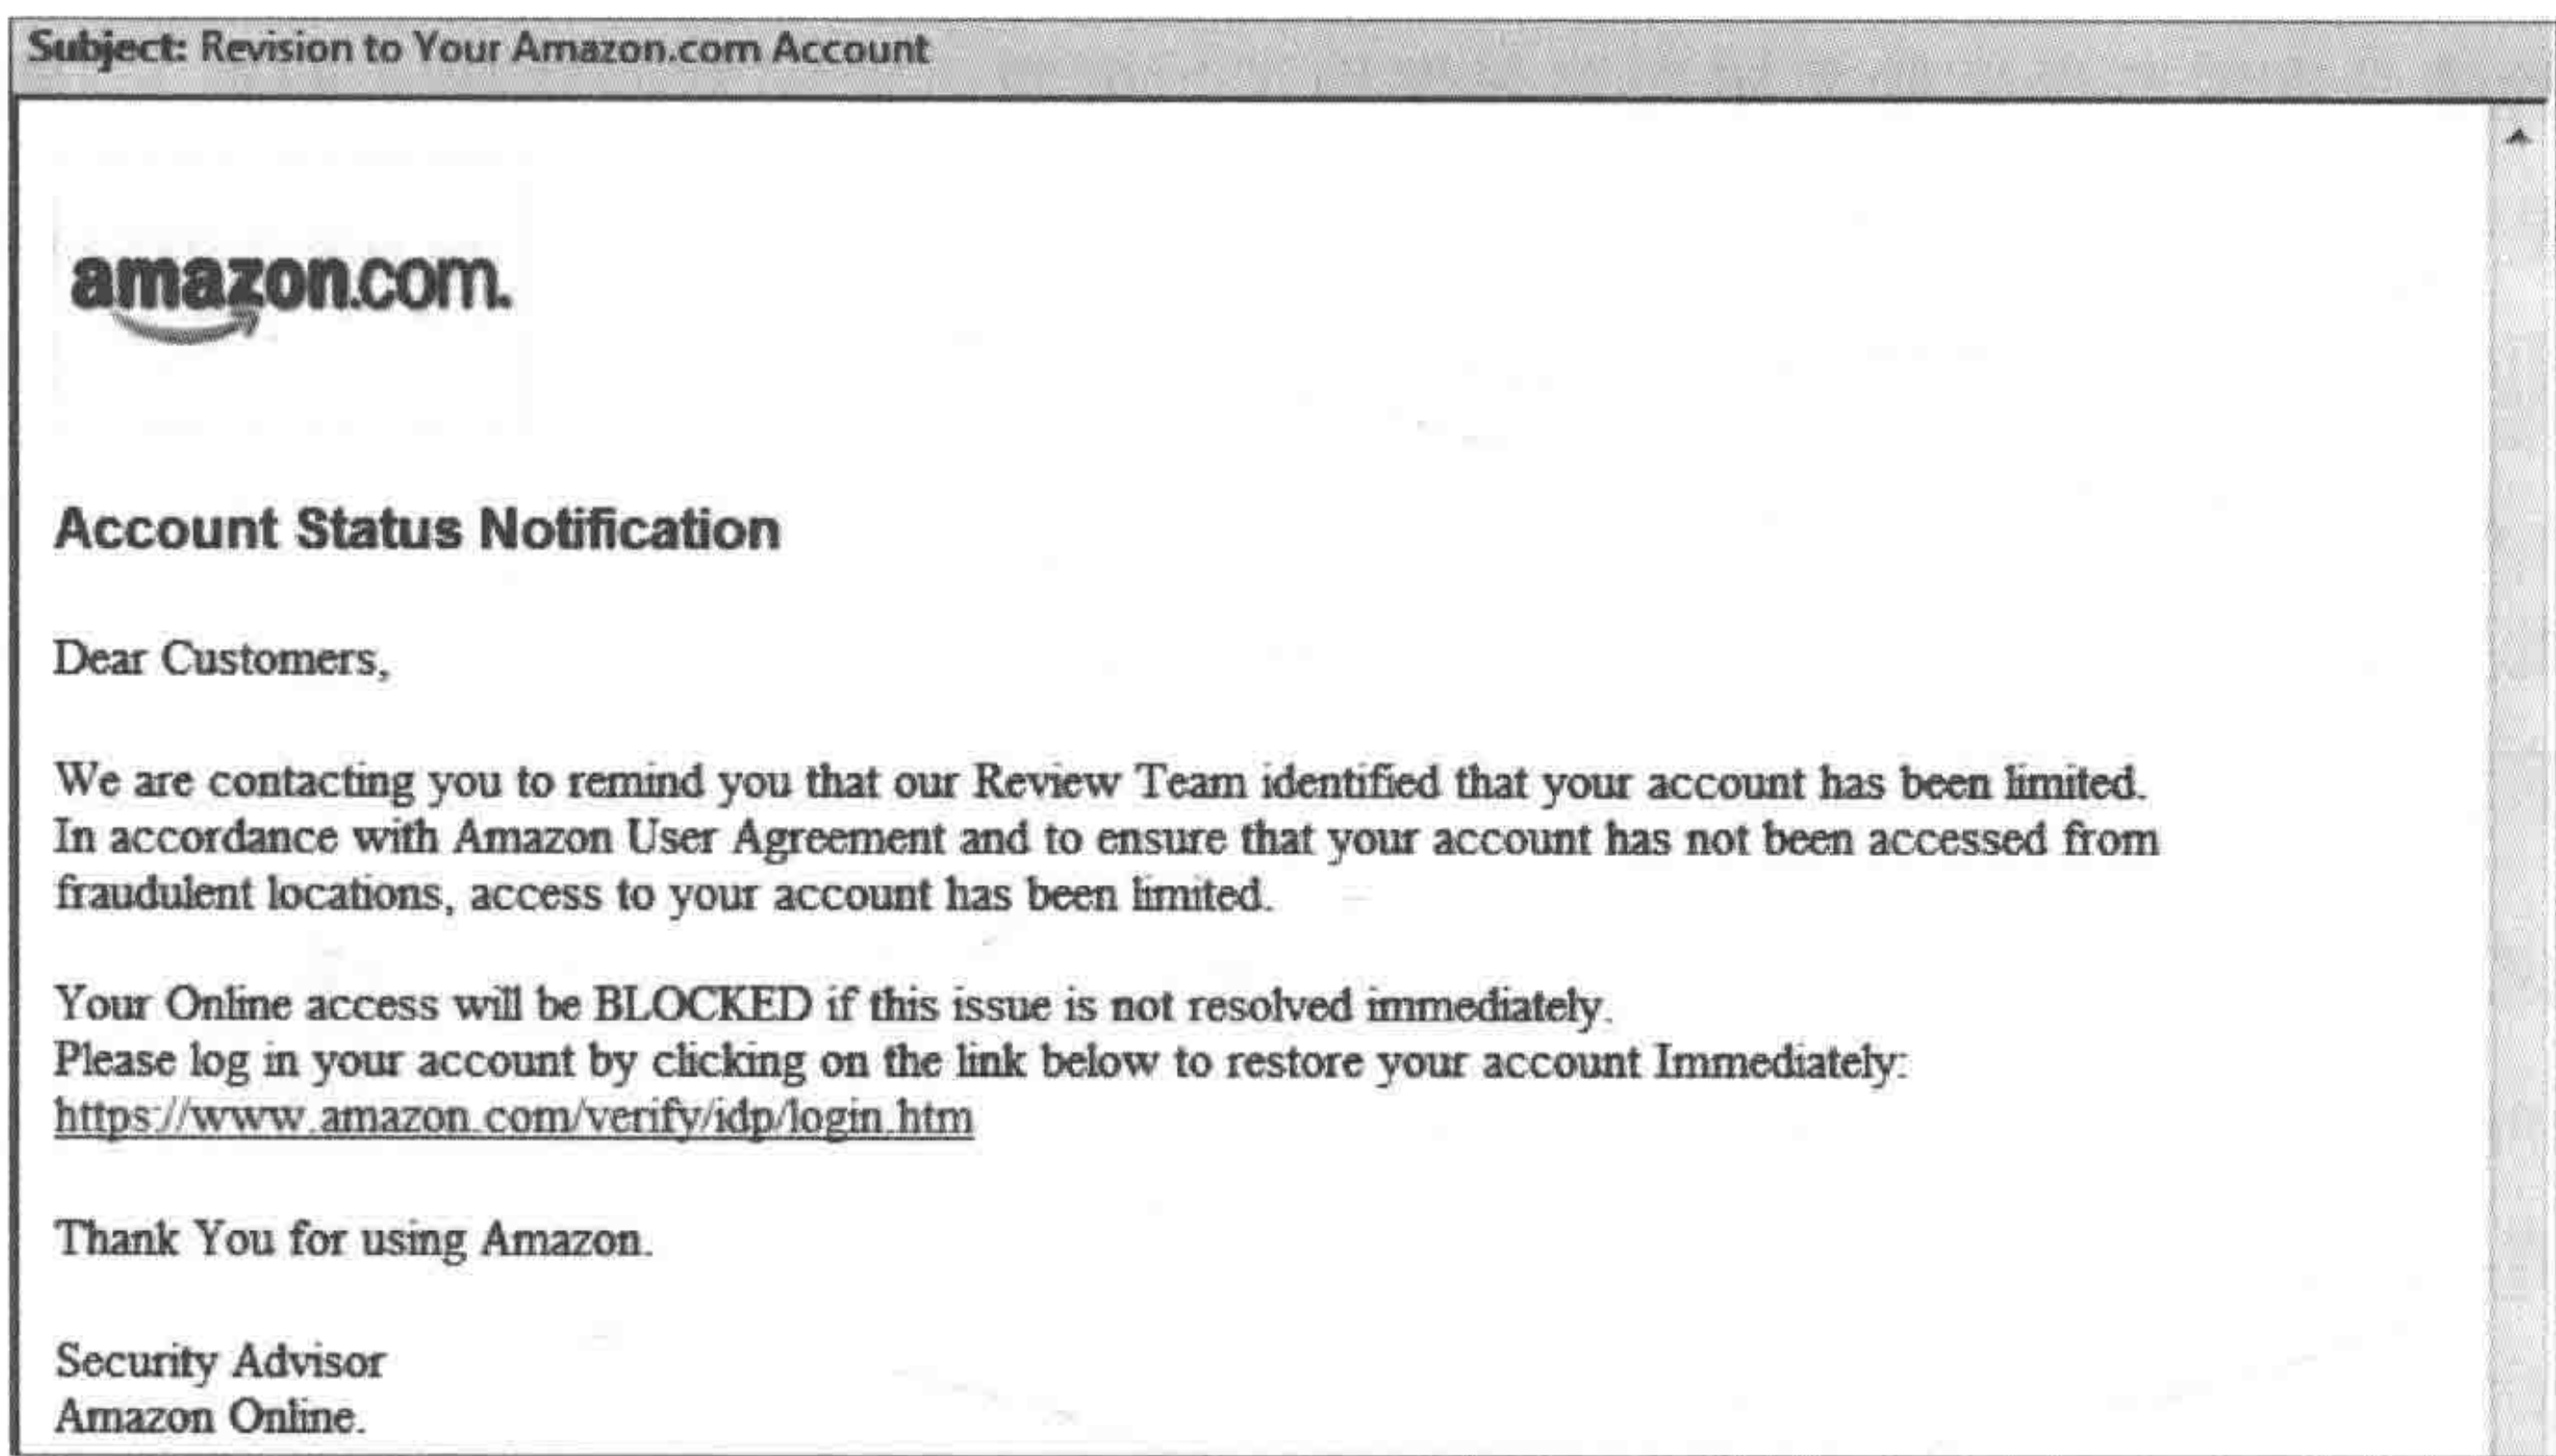 Subject: Revision to Your Amazon.com Account
amazon.com.
Account Status Notification
Dear Customers,
We are contacting you to remind you that our Review Team identified that your account has been limited.
In accordance with Amazon User Agreement and to ensure that your account has not been accessed from
fraudulent locations, access to your account has been limited.
Your Online access will be BLOCKED if this issue is not resolved immediately.
Please log in your account by clicking on the link below to restore your account Immediately:
https://www.amazon.com/verify/idp/login.htm
Thank You for using Amazon.
Security Advisor
Amazon Online.